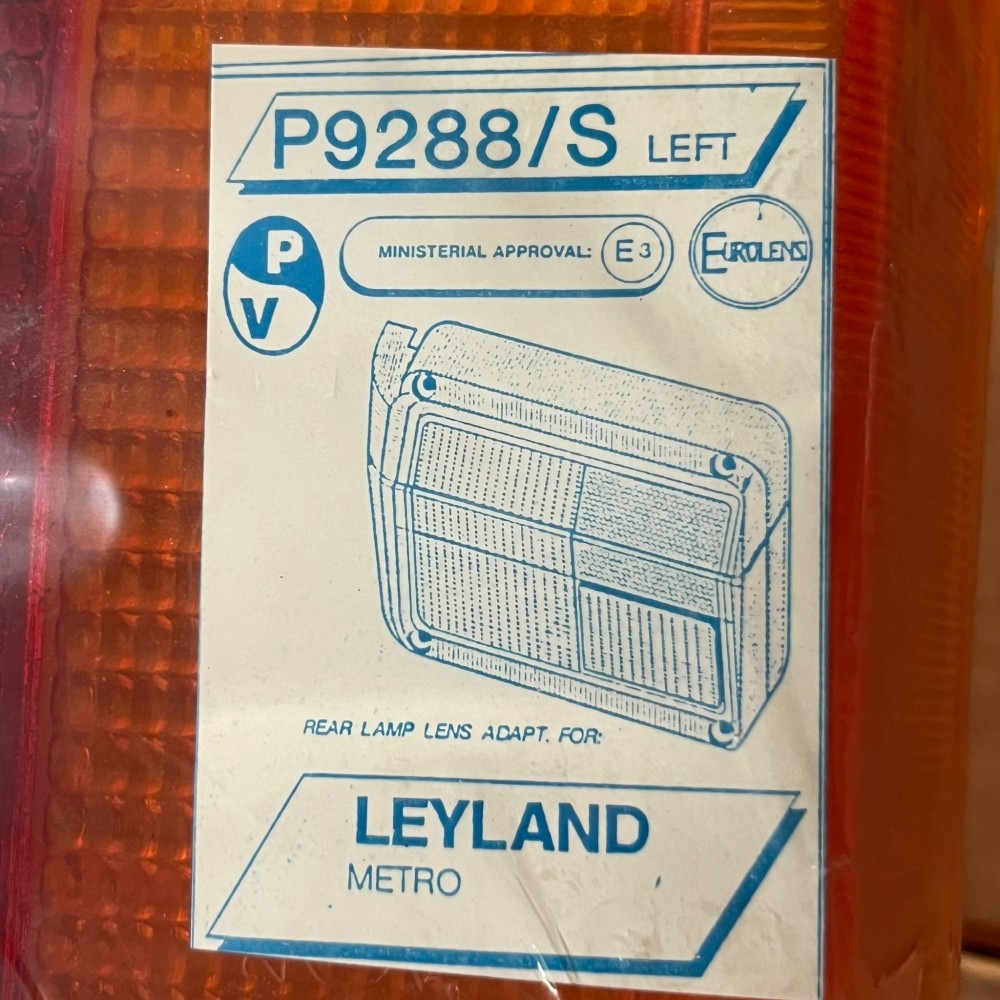 P9288/S LEFT
P
V
MINISTERIAL APPROVAL: E3
EUROLENS
REAR LAMP LENS ADAPT. FOR:
LEYLAND
METRO